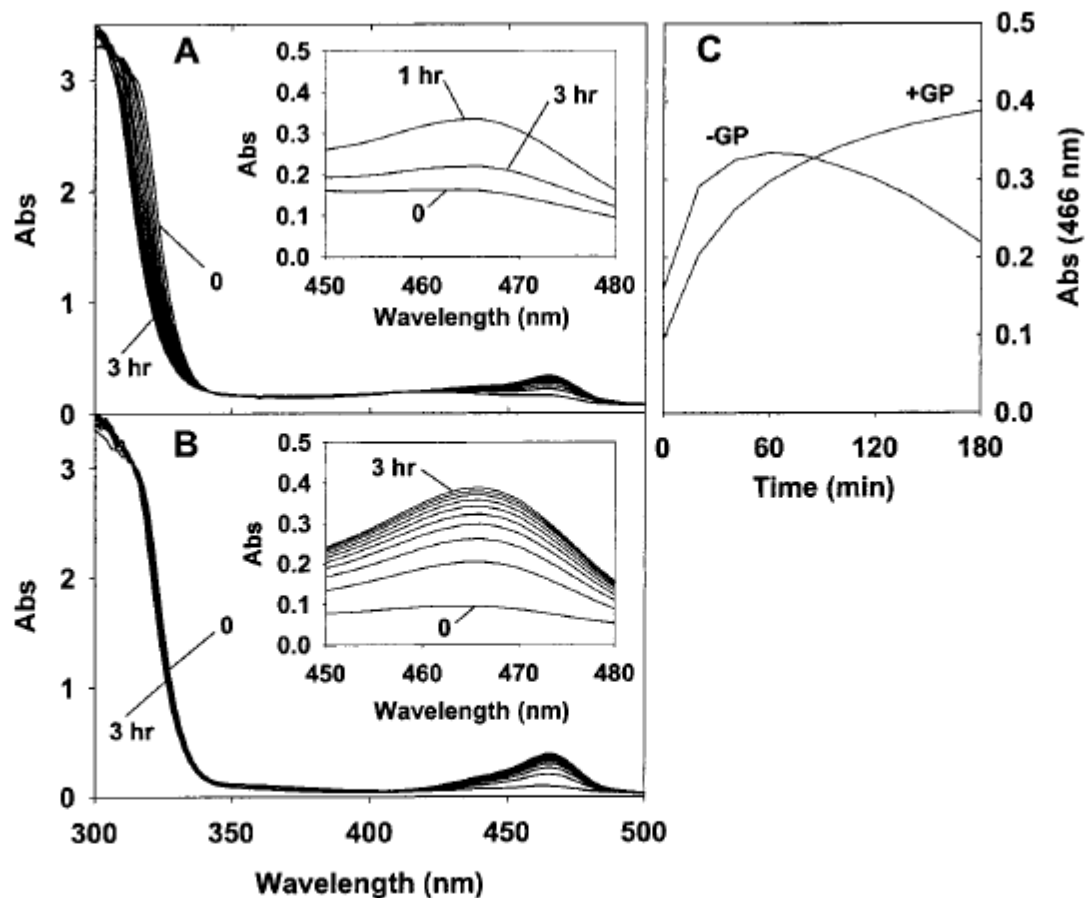 A
Abs
3
2
1
0
0
3 hr
0.5
0.4
0.3
0.2
0.1
0.0
Abs
1 hr
3 hr
0
450 460 470 480
Wavelength (nm)
B
Abs
3
2
1
0
0
3 hr
0.5
0.4
0.3
0.2
0.1
0.0
Abs
3 hr
0
450 460 470 480
Wavelength (nm)
300 350 400 450 500
Wavelength (nm)
C
-GP
+GP
0.5
0.4
0.3
0.2
0.1
0.0
Abs (466 nm)
0 60 120 180
Time (min)